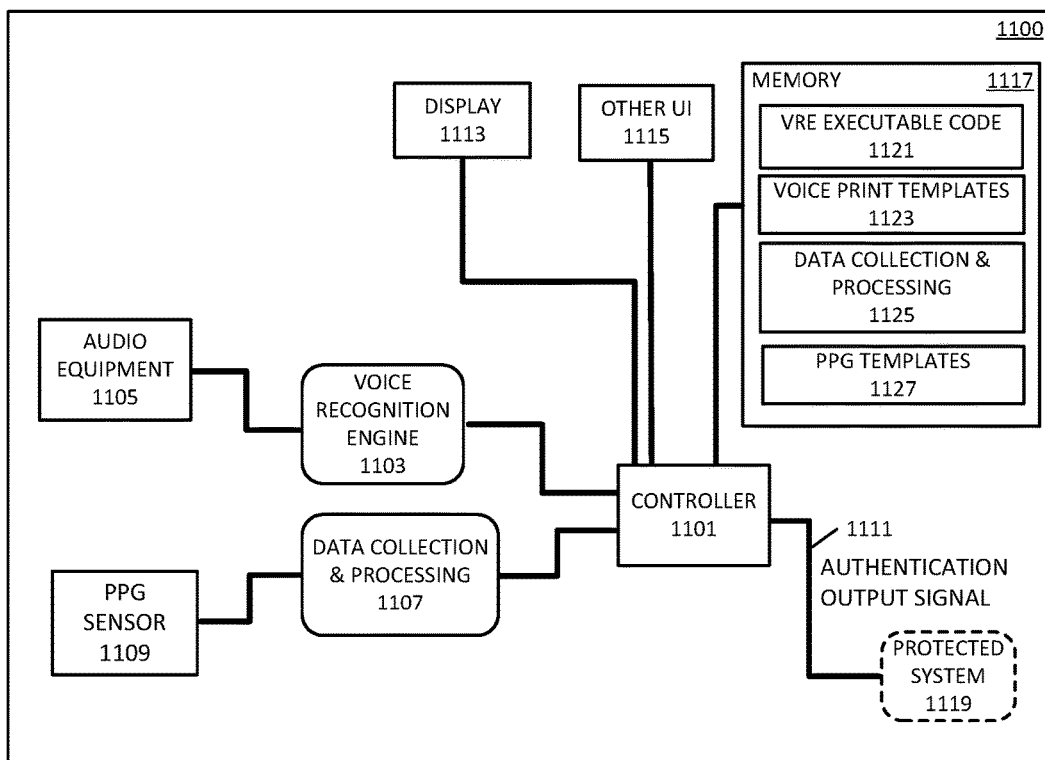 1100
DISPLAY
1113
OTHER UI
1115
MEMORY 1117
VRE EXECUTABLE CODE
1121
VOICE PRINT TEMPLATES
1123
DATA COLLECTION &
PROCESSING
1125
PPG TEMPLATES
1127
AUDIO
EQUIPMENT
1105
VOICE
RECOGNITION
ENGINE
1103
CONTROLLER
1101
PPG
SENSOR
1109
DATA COLLECTION
& PROCESSING
1107
1111
AUTHENTICATION
OUTPUT SIGNAL
PROTECTED
SYSTEM
1119